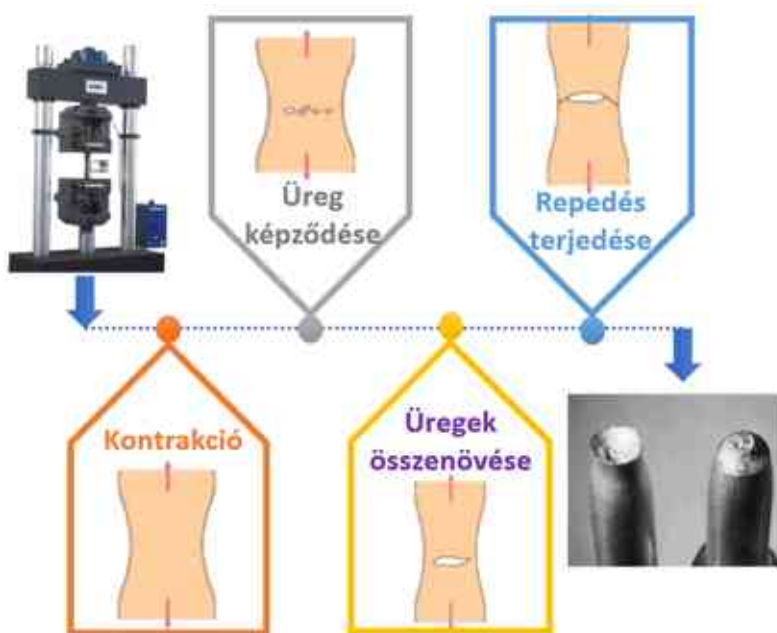 Üreg
képződése
Repedés
terjedése
Kontrakció
Üregek
összenövése